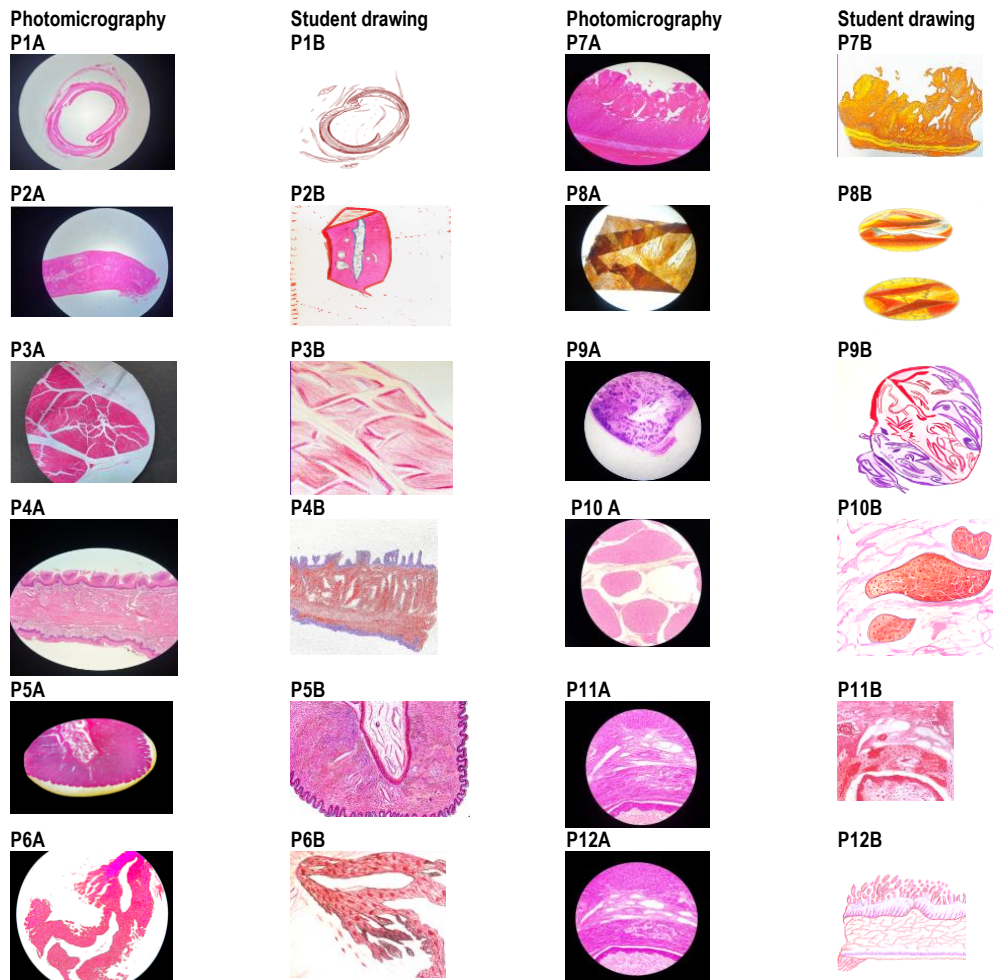 Photomicrography Student drawing Photomicrography Student drawing
P1A P1B P7A P7B
P2A P2B P8A P8B
P3A P3B P9A P9B
P4A P4B P10 A P10B
P5A P5B P11A P11B
P6A P6B P12A P12B